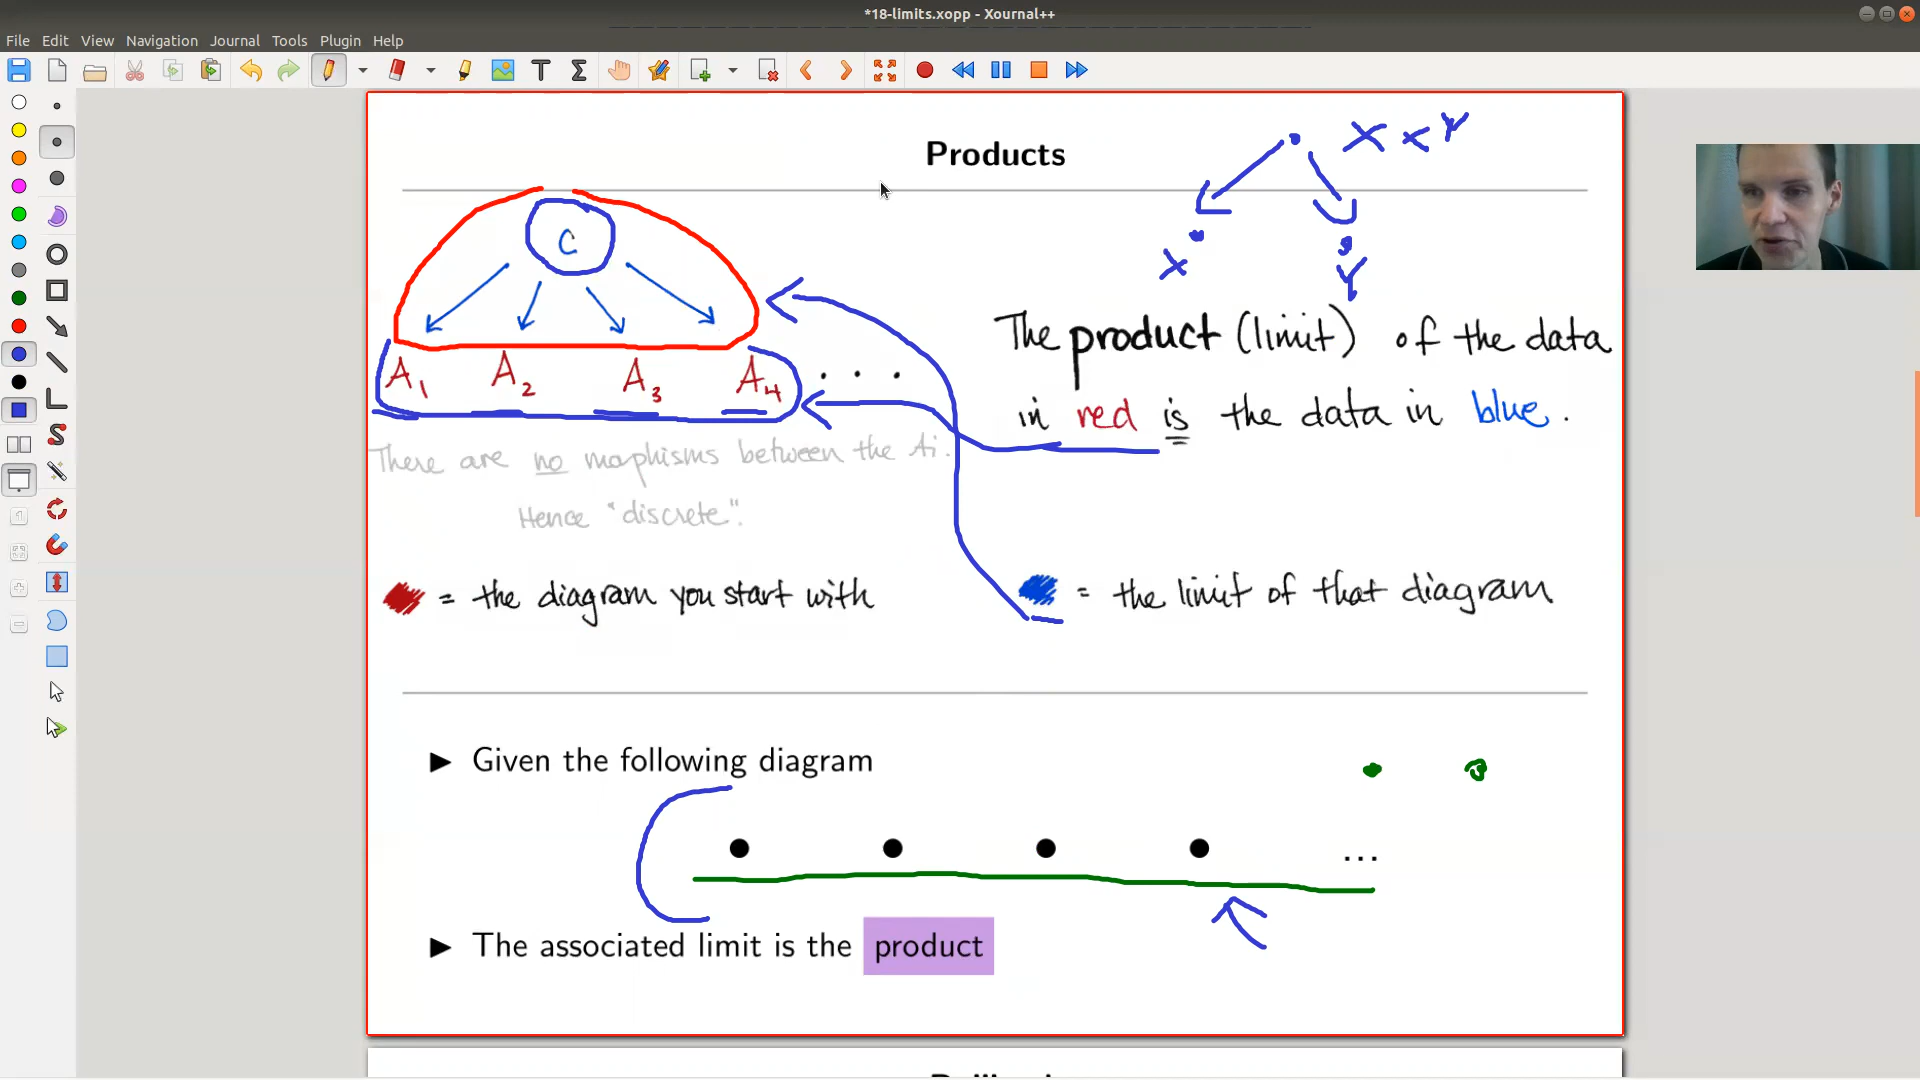 *18-limits.xopp - Xournal++
File Edit View Navigation Journal Tools Plugin Help
Products
X × Y
X
Y
C
A1 A2 A3 A4 . . .
The product (limit) of the data
in red is the data in blue.
There are no maphisms between the Ai.
Hence "discrete".
= the diagram you start with
= the limit of that diagram
► Given the following diagram
...
► The associated limit is the product